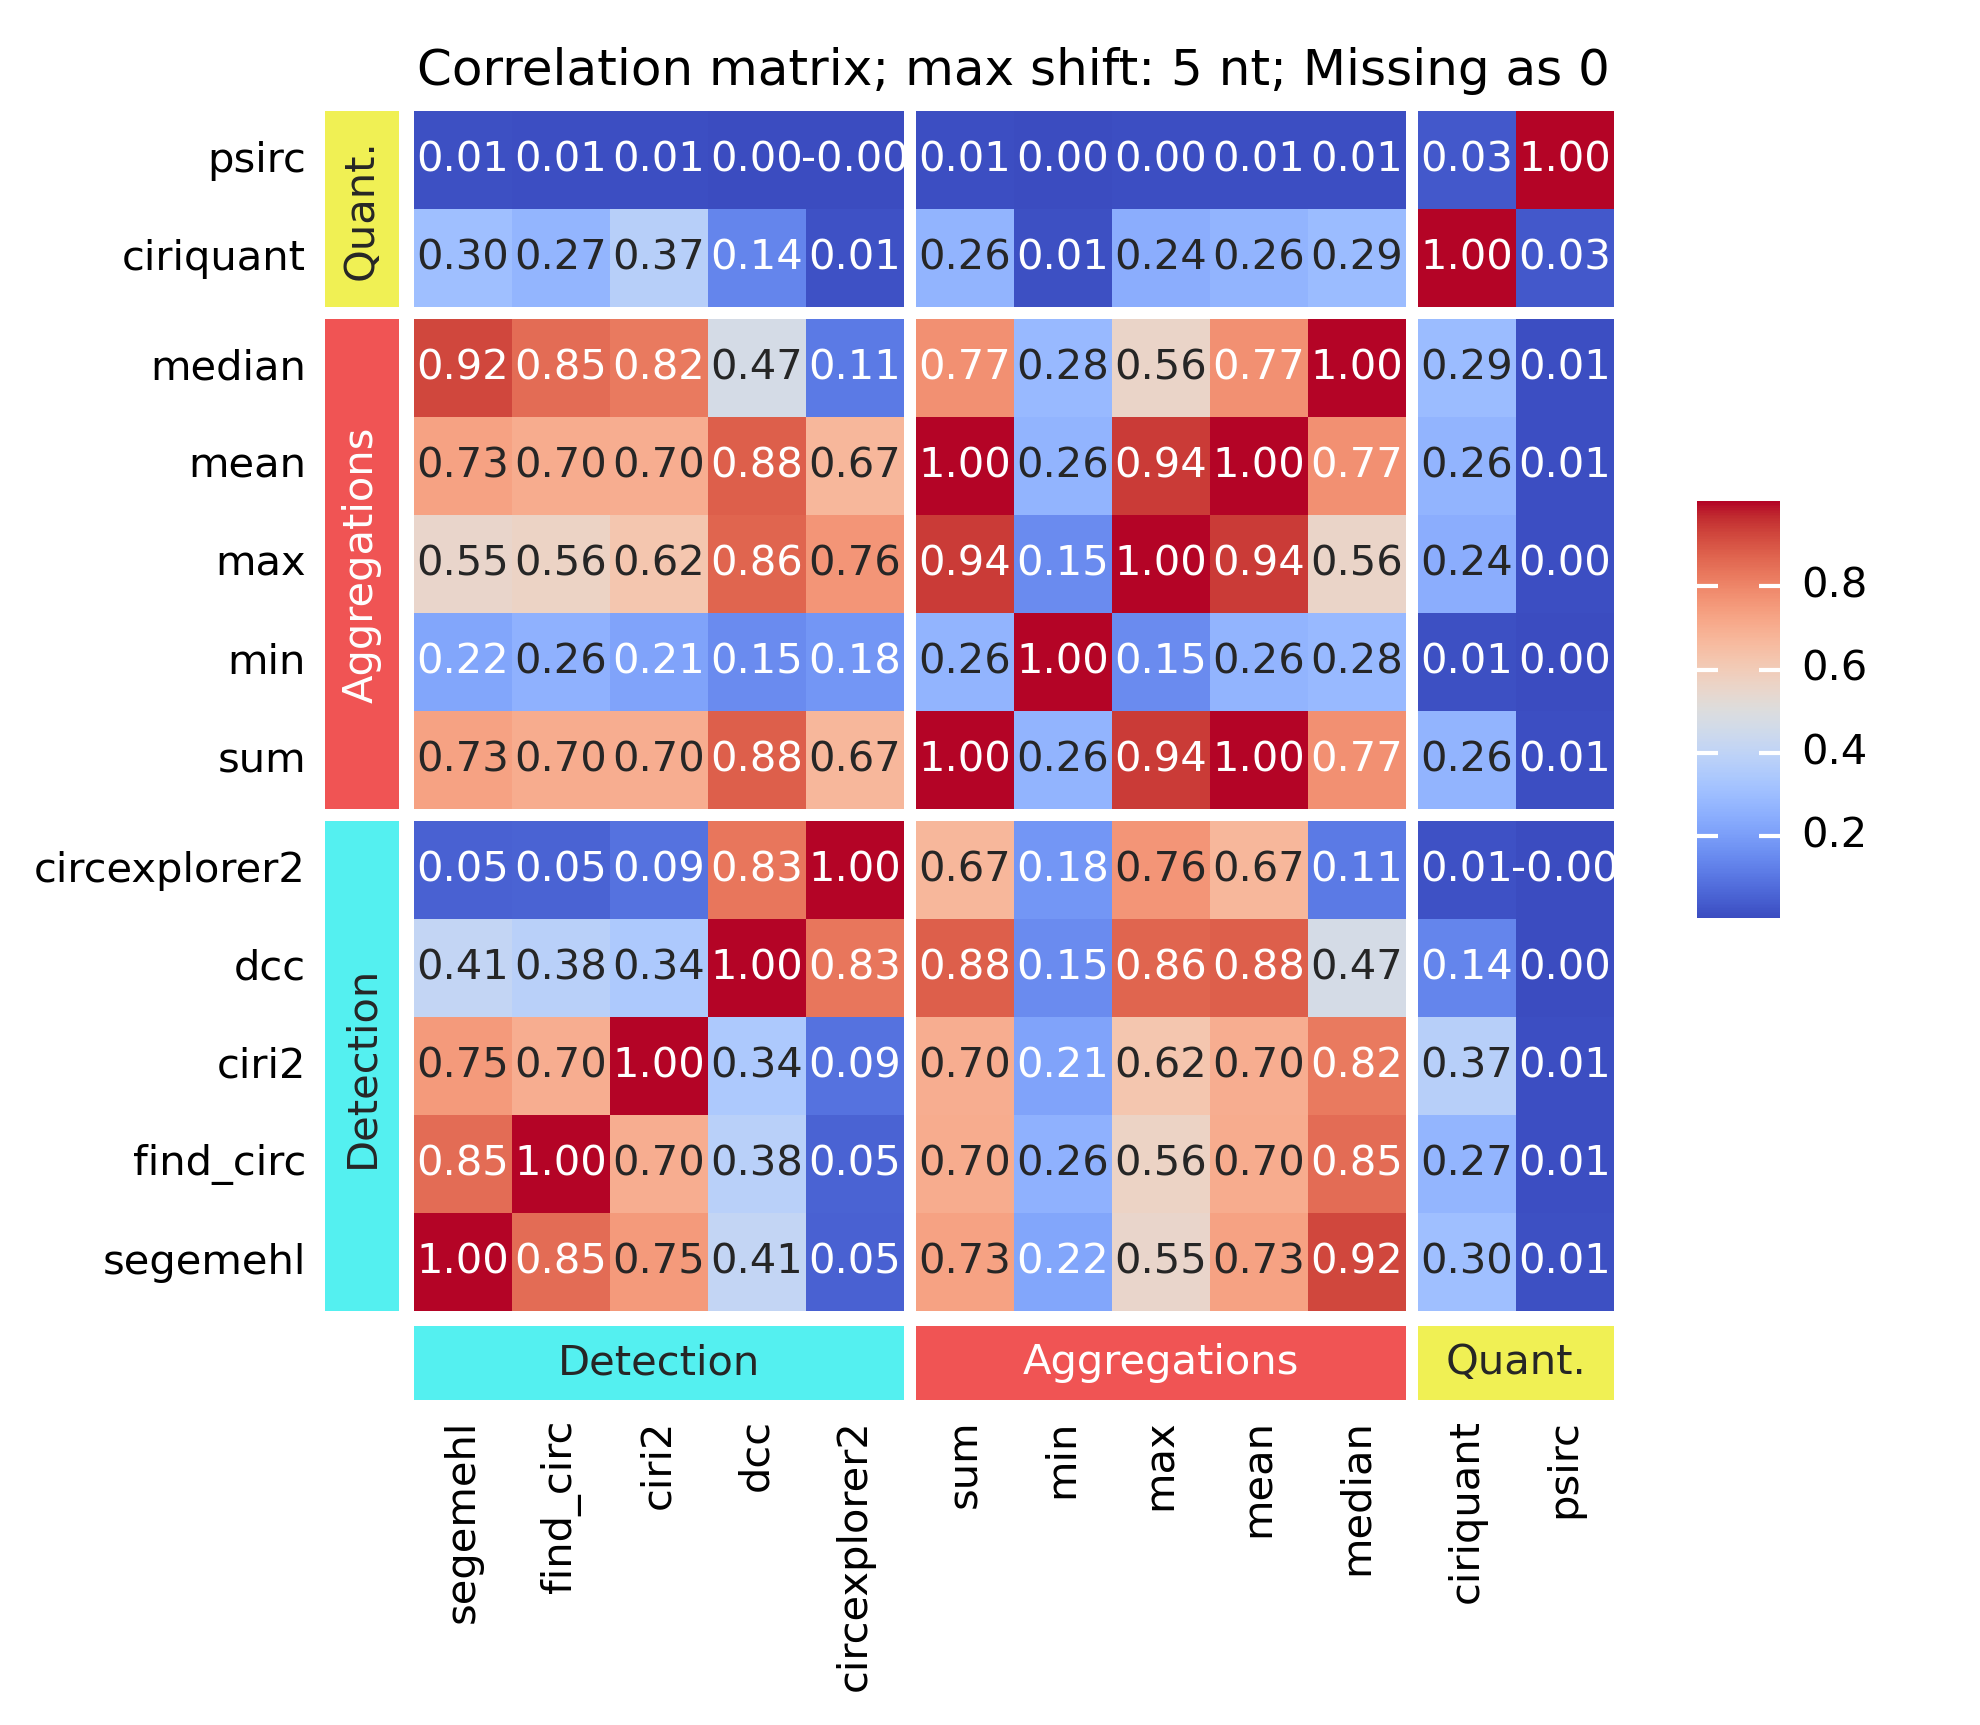 Correlation matrix; max shift: 5 nt; Missing as 0
Quant.
psirc 0.01 0.01 0.01 0.00 -0.00 0.01 0.00 0.00 0.01 0.01 0.03 1.00
ciriquant 0.30 0.27 0.37 0.14 0.01 0.26 0.01 0.24 0.26 0.29 1.00 0.03
Aggregations
median 0.92 0.85 0.82 0.47 0.11 0.77 0.28 0.56 0.77 1.00 0.29 0.01
mean 0.73 0.70 0.70 0.88 0.67 1.00 0.26 0.94 1.00 0.77 0.26 0.01
max 0.55 0.56 0.62 0.86 0.76 0.94 0.15 1.00 0.94 0.56 0.24 0.00
min 0.22 0.26 0.21 0.15 0.18 0.26 1.00 0.15 0.26 0.28 0.01 0.00
sum 0.73 0.70 0.70 0.88 0.67 1.00 0.26 0.94 1.00 0.77 0.26 0.01
Detection
circexplorer2 0.05 0.05 0.09 0.83 1.00 0.67 0.18 0.76 0.67 0.11 0.01 -0.00
dcc 0.41 0.38 0.34 1.00 0.83 0.88 0.15 0.86 0.88 0.47 0.14 0.00
ciri2 0.75 0.70 1.00 0.34 0.09 0.70 0.21 0.62 0.70 0.82 0.37 0.01
find_circ 0.85 1.00 0.70 0.38 0.05 0.70 0.26 0.56 0.70 0.85 0.27 0.01
segemehl 1.00 0.85 0.75 0.41 0.05 0.73 0.22 0.55 0.73 0.92 0.30 0.01
Detection Aggregations Quant.
segemehl find_circ ciri2 dcc circexplorer2 sum min max mean median ciriquant psirc
0.8
0.6
0.4
0.2